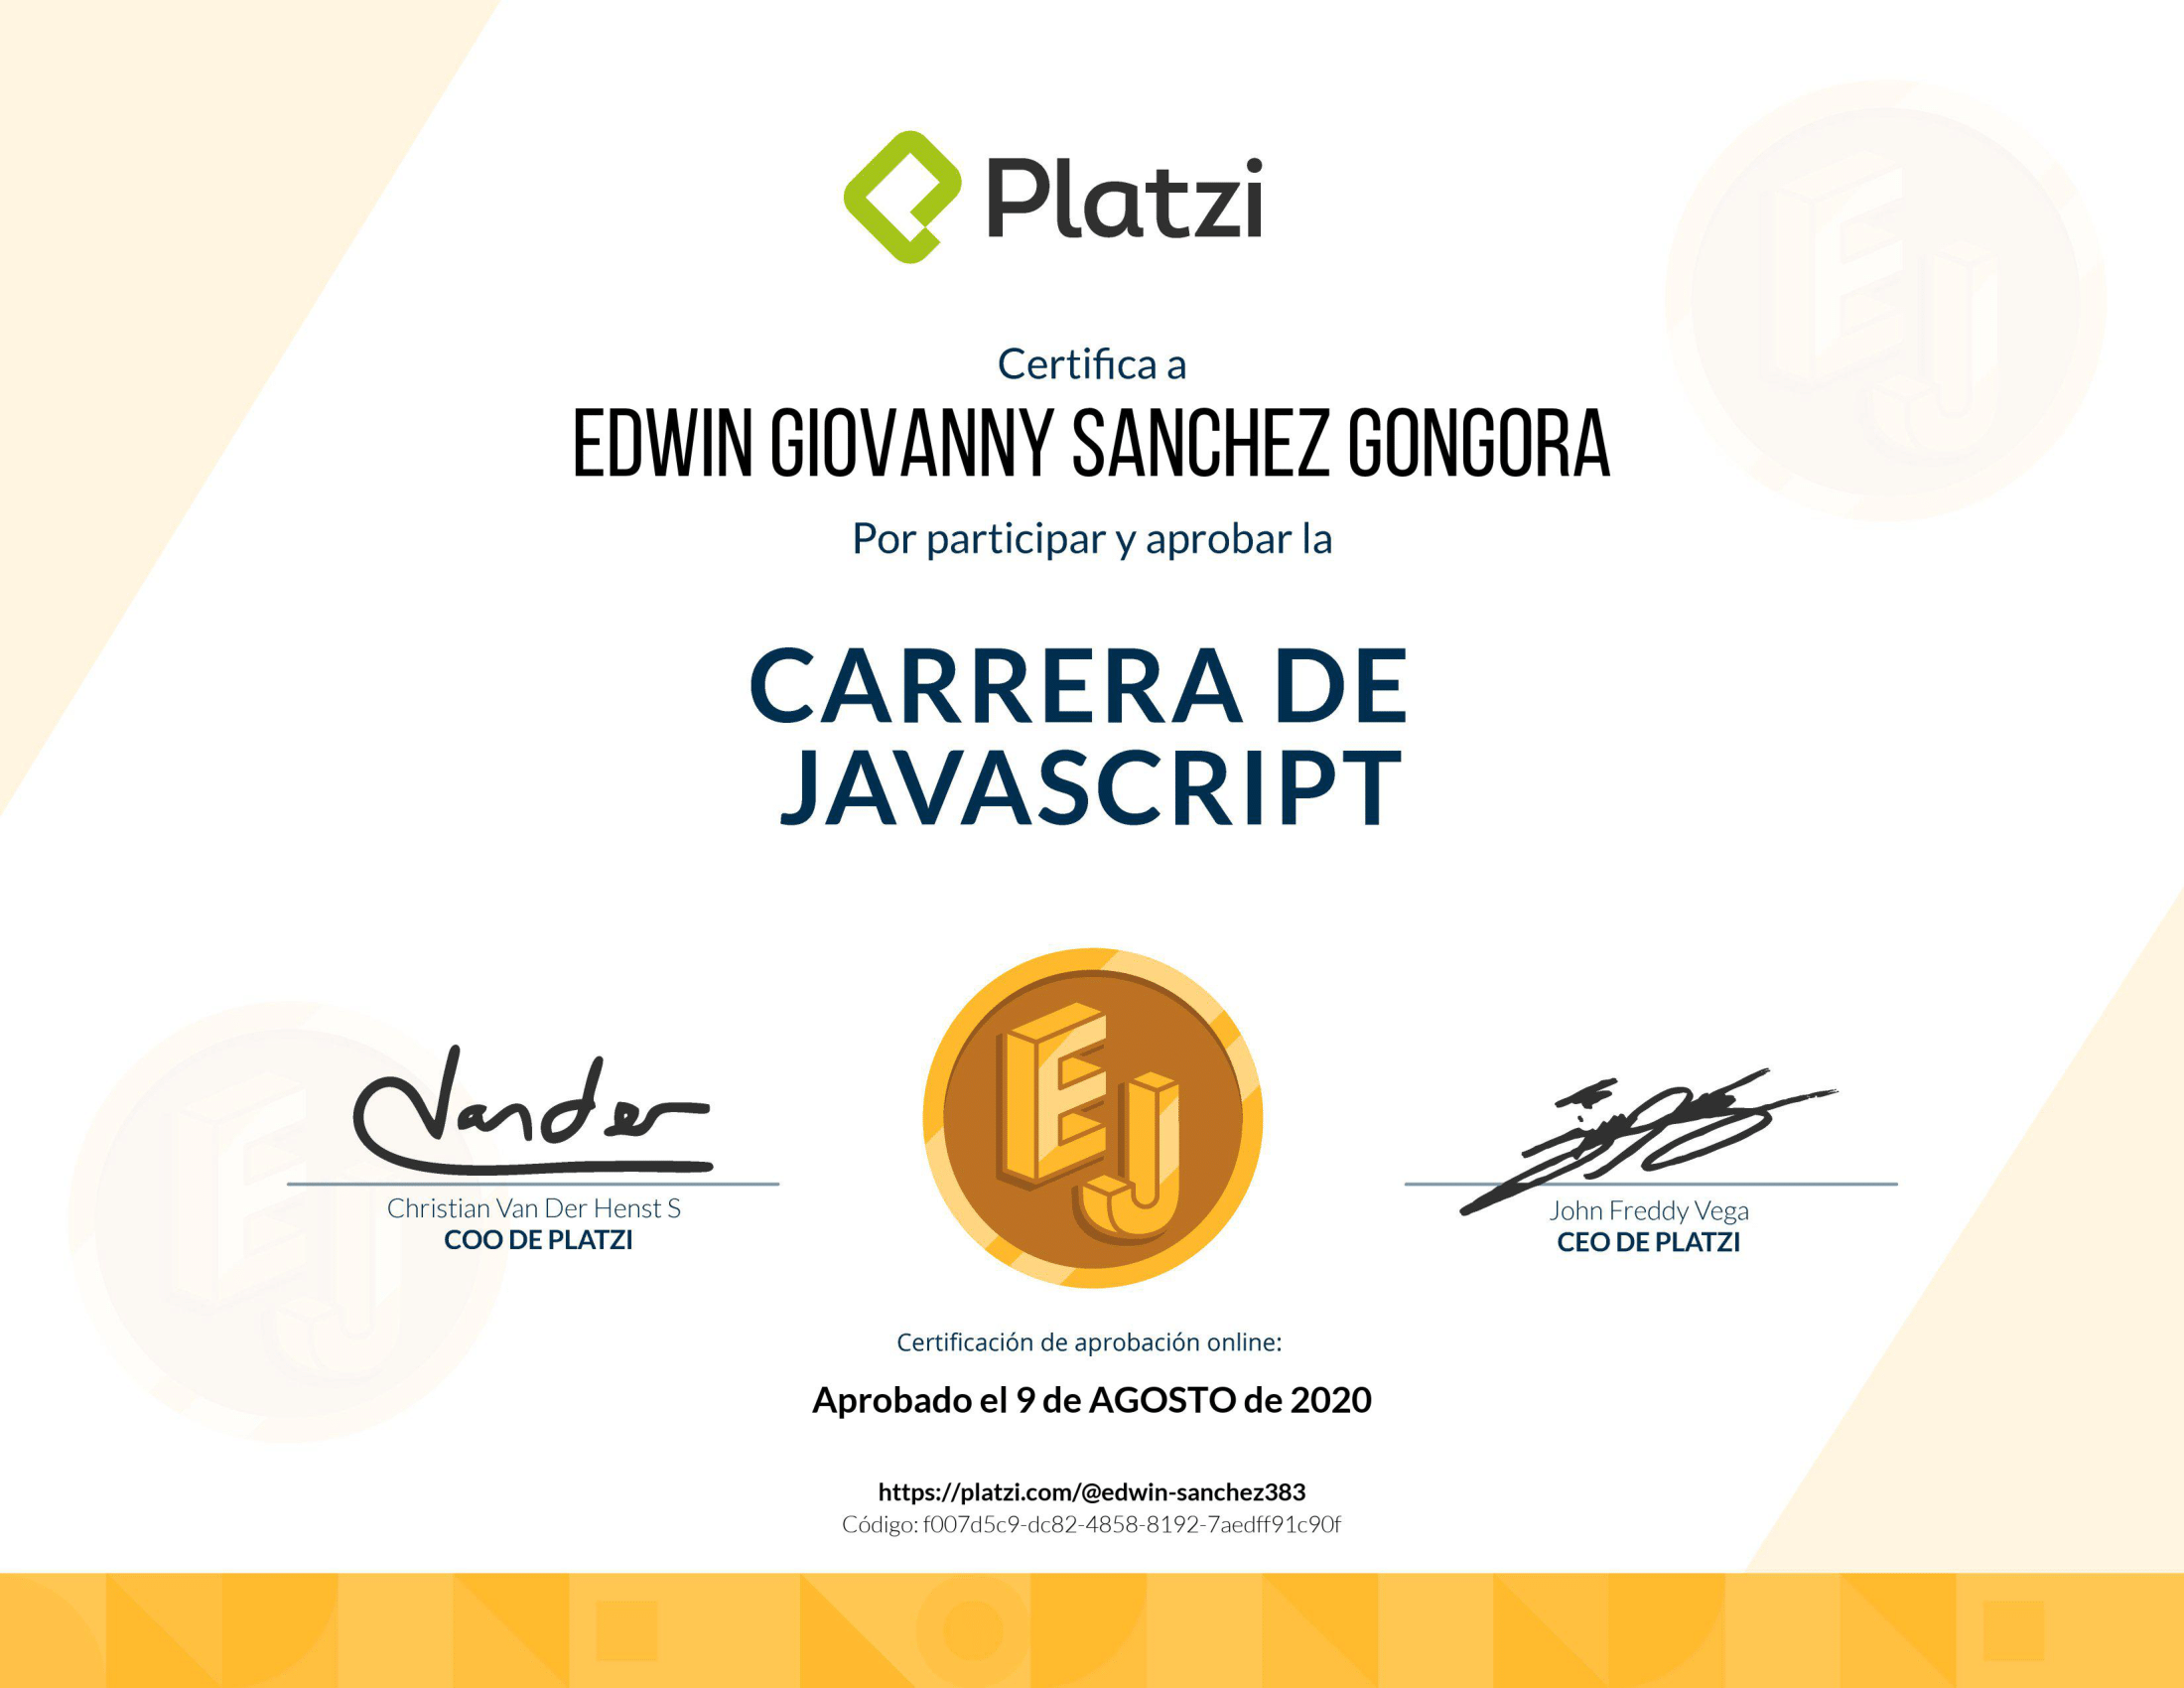 Platzi
Certifica a
EDWIN GIOVANNY SANCHEZ GONGORA
Por participar y aprobar la
CARRERA DE
JAVASCRIPT
Vander
EJ
Christian Van Der Henst S
COO DE PLATZI
John Freddy Vega
CEO DE PLATZI
Certificación de aprobación online:
Aprobado el 9 de AGOSTO de 2020
https://platzi.com/@edwin-sanchez383
Código: f007d5c9-dc82-4858-8192-7aedff91c90f